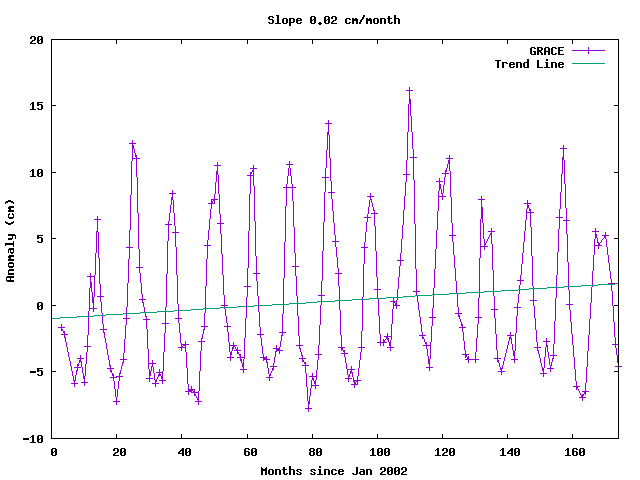 Slope 0.02 cm/month
GRACE
Trend Line
20
15
10
5
0
-5
-10
Anomaly (cm)
0 20 40 60 80 100 120 140 160
Months since Jan 2002